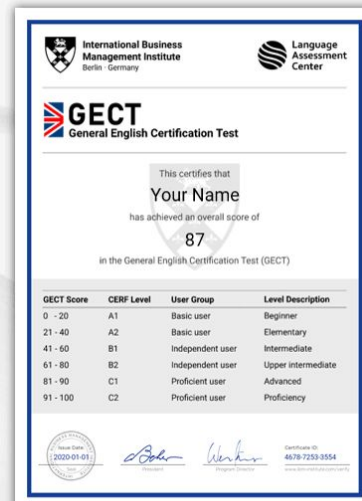 International Business
Management Institute
Berlin · Germany
Language
Assessment
Center
GECT
General English Certification Test
This certifies that
Your Name
has achieved an overall score of
87
in the General English Certification Test (GECT)
GECT Score CERF Level User Group Level Description
0 - 20 A1 Basic user Beginner
21 - 40 A2 Basic user Elementary
41 - 60 B1 Independent user Intermediate
61 - 80 B2 Independent user Upper intermediate
81 - 90 C1 Proficient user Advanced
91 - 100 C2 Proficient user Proficiency
Issue Date
2020-01-01
President
Program Director
Certificate ID:
4678-7253-3554